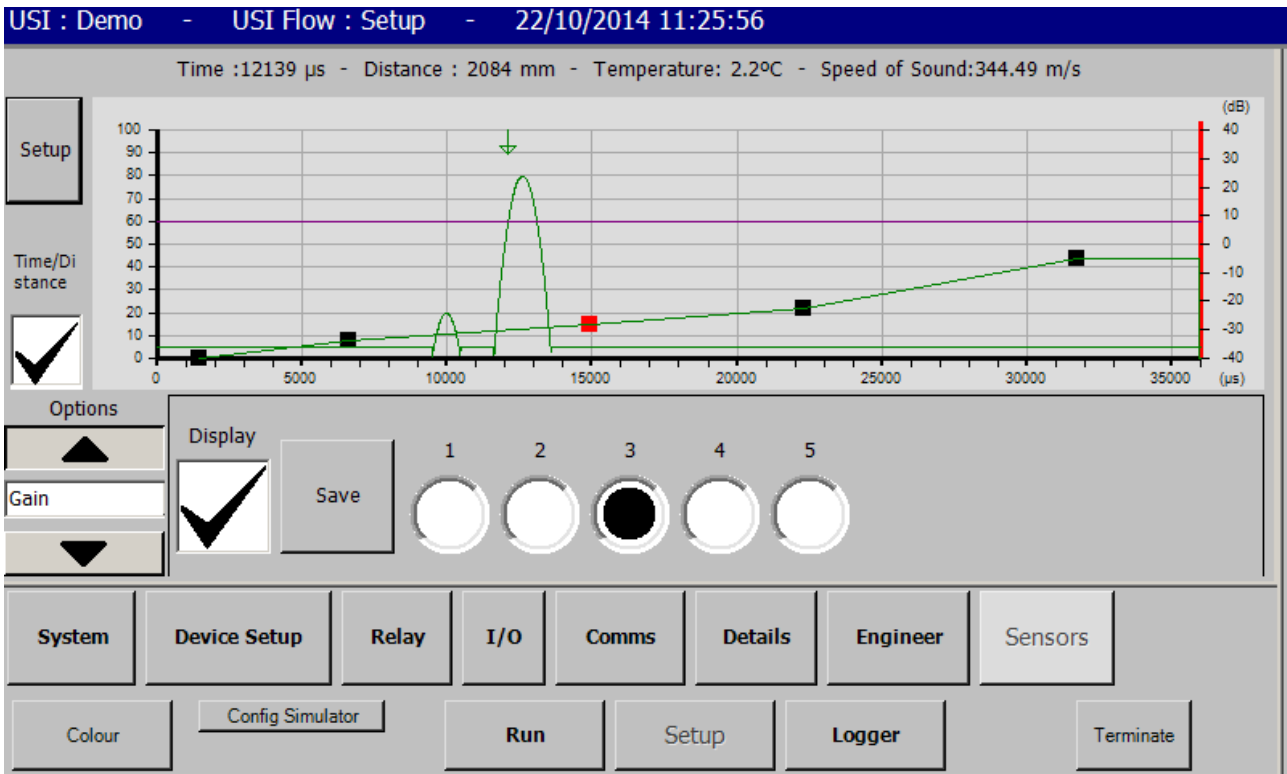 USI : Demo - USI Flow : Setup - 22/10/2014 11:25:56
Time :12139 µs - Distance : 2084 mm - Temperature: 2.2ºC - Speed of Sound:344.49 m/s
Setup
Time/Di
stance
100
90
80
70
60
50
40
30
20
10
0
(dB)
40
30
20
10
0
-10
-20
-30
-40
0 5000 10000 15000 20000 25000 30000 35000 (µs)
Options
Gain
Display
Save
1 2 3 4 5
System Device Setup Relay I/O Comms Details Engineer Sensors
Colour Config Simulator Run Setup Logger Terminate